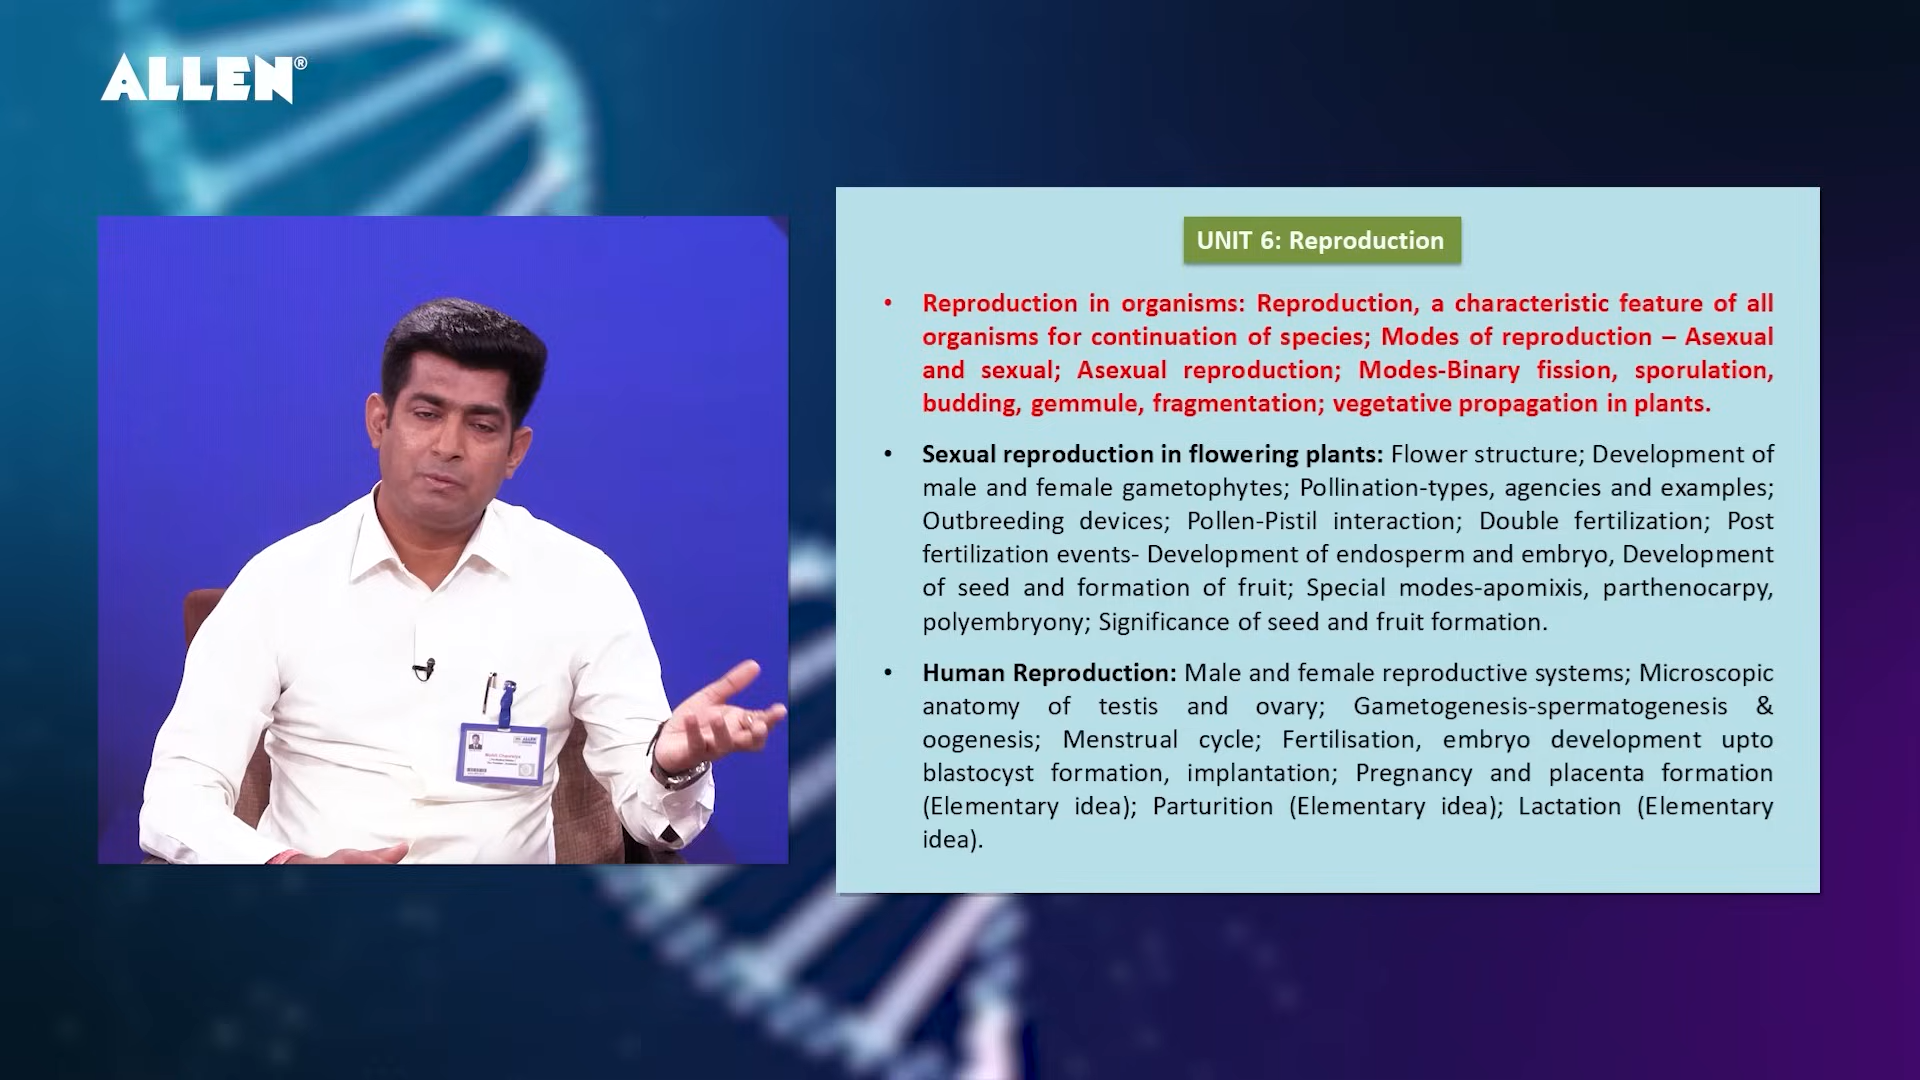 ALLEN®
UNIT 6: Reproduction
• Reproduction in organisms: Reproduction, a characteristic feature of all
organisms for continuation of species; Modes of reproduction – Asexual
and sexual; Asexual reproduction; Modes-Binary fission, sporulation,
budding, gemmule, fragmentation; vegetative propagation in plants.
• Sexual reproduction in flowering plants: Flower structure; Development of
male and female gametophytes; Pollination-types, agencies and examples;
Outbreeding devices; Pollen-Pistil interaction; Double fertilization; Post
fertilization events- Development of endosperm and embryo, Development
of seed and formation of fruit; Special modes-apomixis, parthenocarpy,
polyembryony; Significance of seed and fruit formation.
• Human Reproduction: Male and female reproductive systems; Microscopic
anatomy of testis and ovary; Gametogenesis-spermatogenesis &
oogenesis; Menstrual cycle; Fertilisation, embryo development upto
blastocyst formation, implantation; Pregnancy and placenta formation
(Elementary idea); Parturition (Elementary idea); Lactation (Elementary
idea).
ALLEN